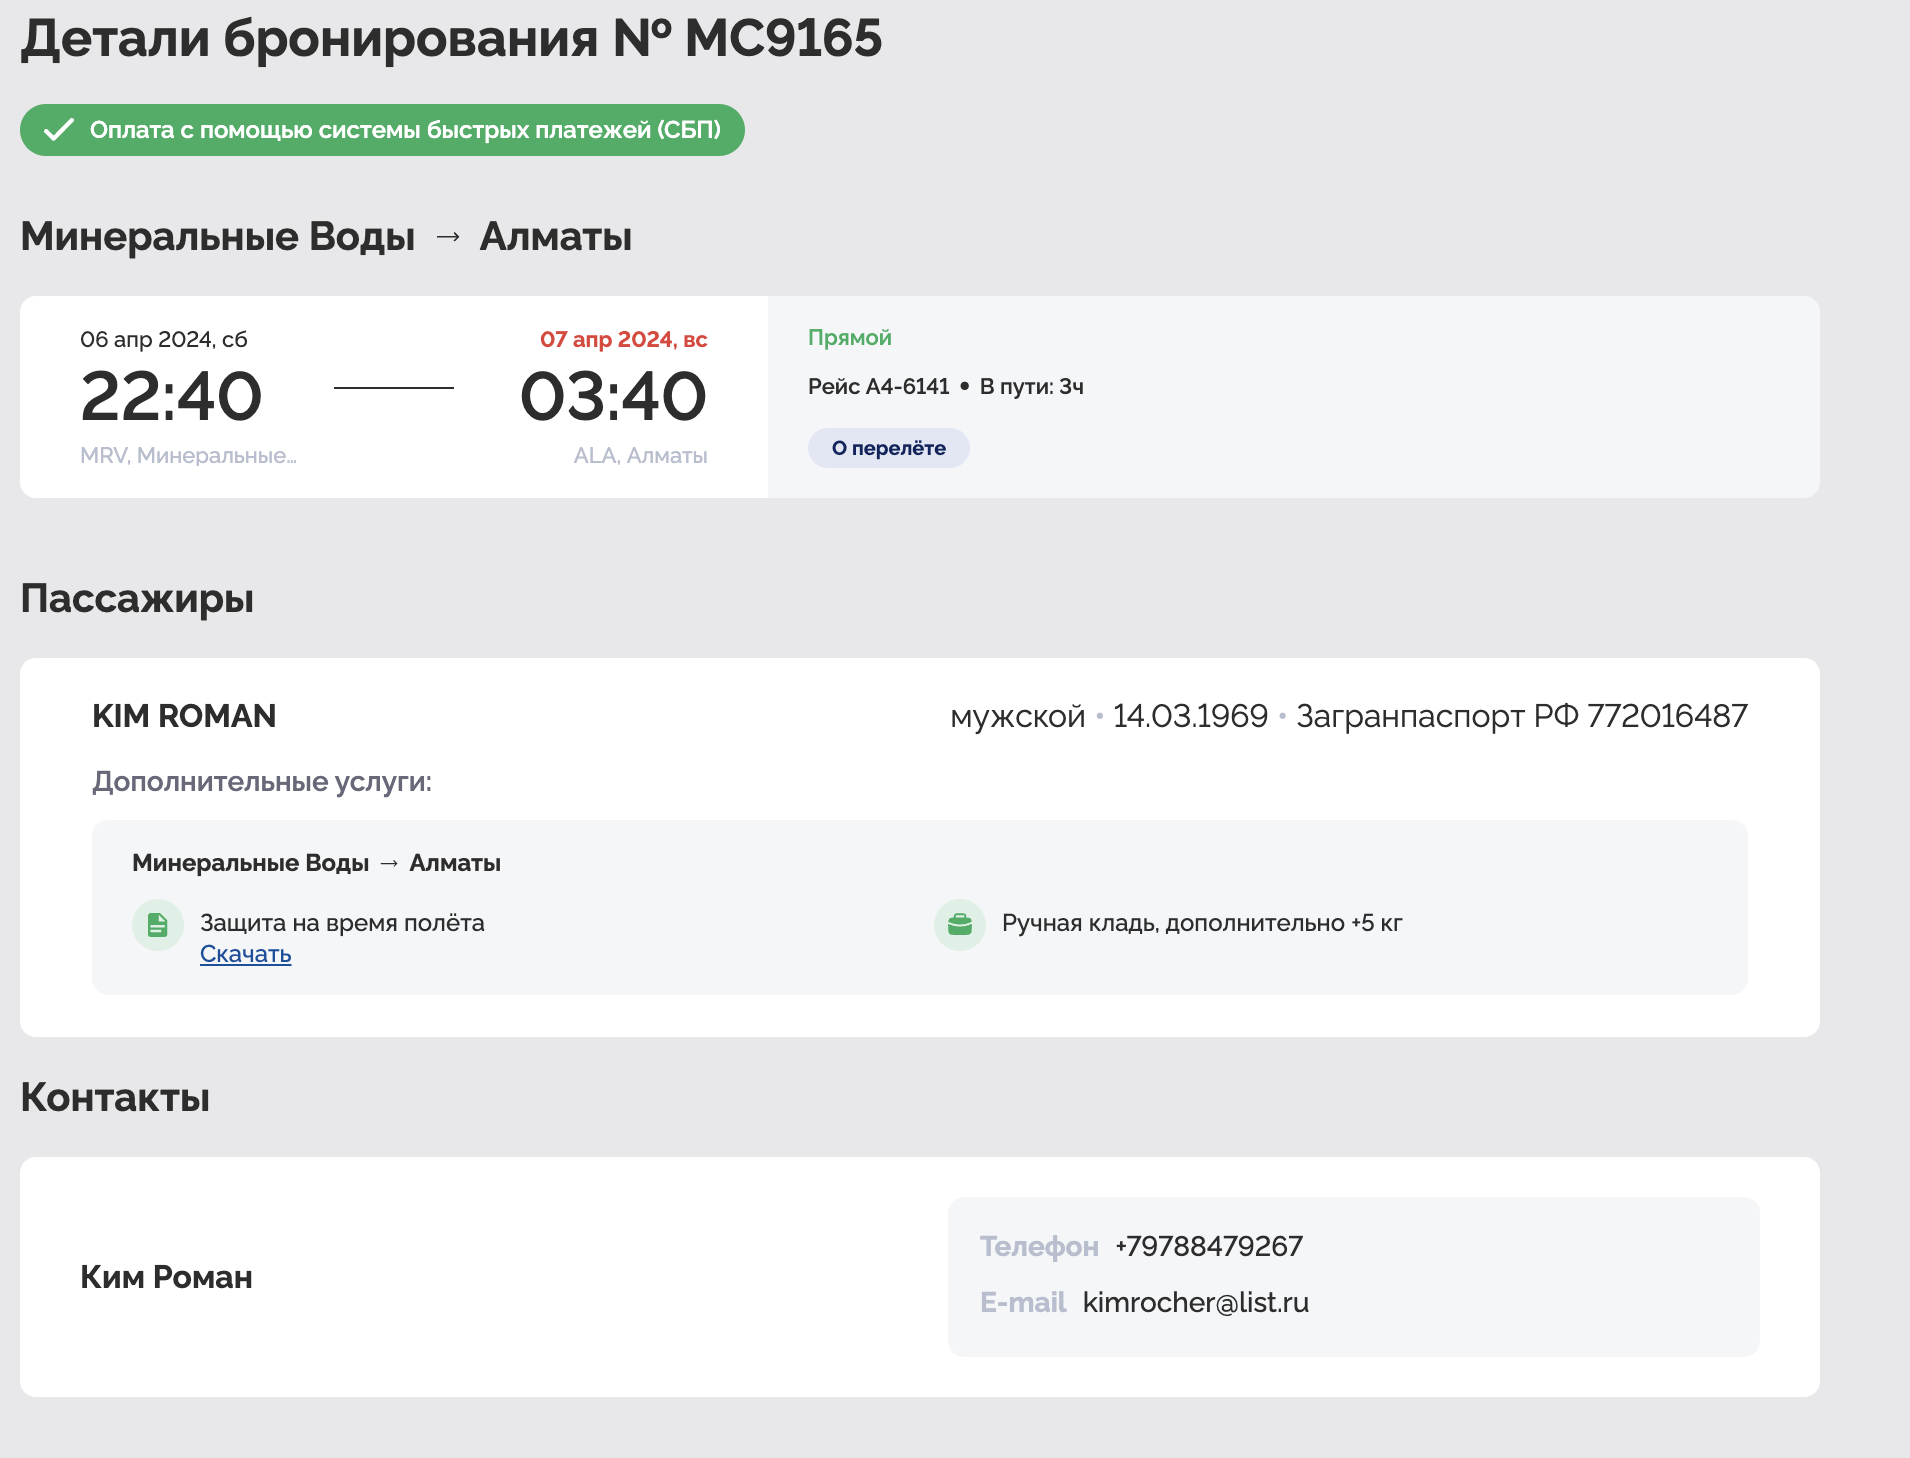 Детали бронирования № MC9165
Оплата с помощью системы быстрых платежей (СБП)
Минеральные Воды → Алматы
06 апр 2024, сб
07 апр 2024, вс
22:40
03:40
MRV, Минеральные...
ALA, Алматы
Прямой
Рейс A4-6141 • В пути: 3ч
О перелёте
Пассажиры
KIM ROMAN
мужской • 14.03.1969 • Загранпаспорт РФ 772016487
Дополнительные услуги:
Минеральные Воды → Алматы
Защита на время полёта
Скачать
Ручная кладь, дополнительно +5 кг
Контакты
Ким Роман
Телефон +79788479267
E-mail kimrocher@list.ru